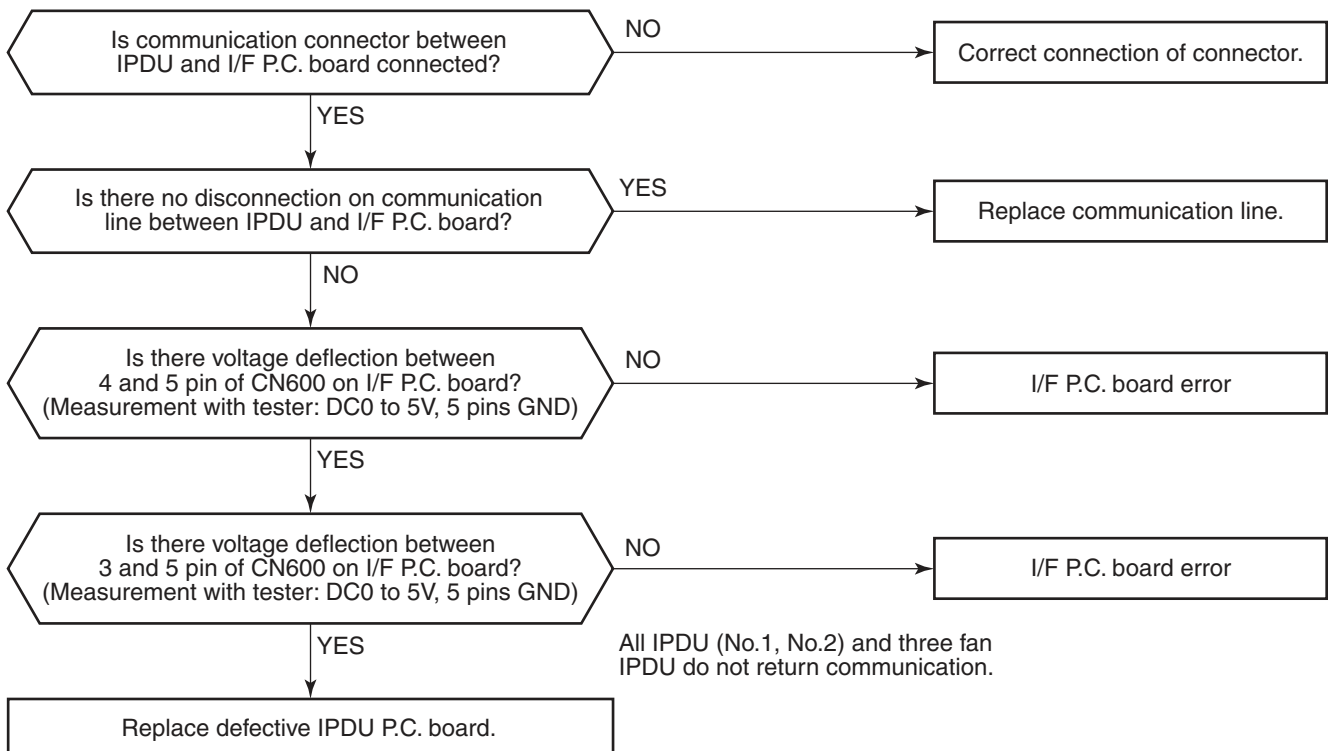 Is communication connector between
IPDU and I/F P.C. board connected?
NO
Correct connection of connector.
YES
Is there no disconnection on communication
line between IPDU and I/F P.C. board?
YES
Replace communication line.
NO
Is there voltage deflection between
4 and 5 pin of CN600 on I/F P.C. board?
(Measurement with tester: DC0 to 5V, 5 pins GND)
NO
I/F P.C. board error
YES
Is there voltage deflection between
3 and 5 pin of CN600 on I/F P.C. board?
(Measurement with tester: DC0 to 5V, 5 pins GND)
NO
I/F P.C. board error
YES
All IPDU (No.1, No.2) and three fan
IPDU do not return communication.
Replace defective IPDU P.C. board.